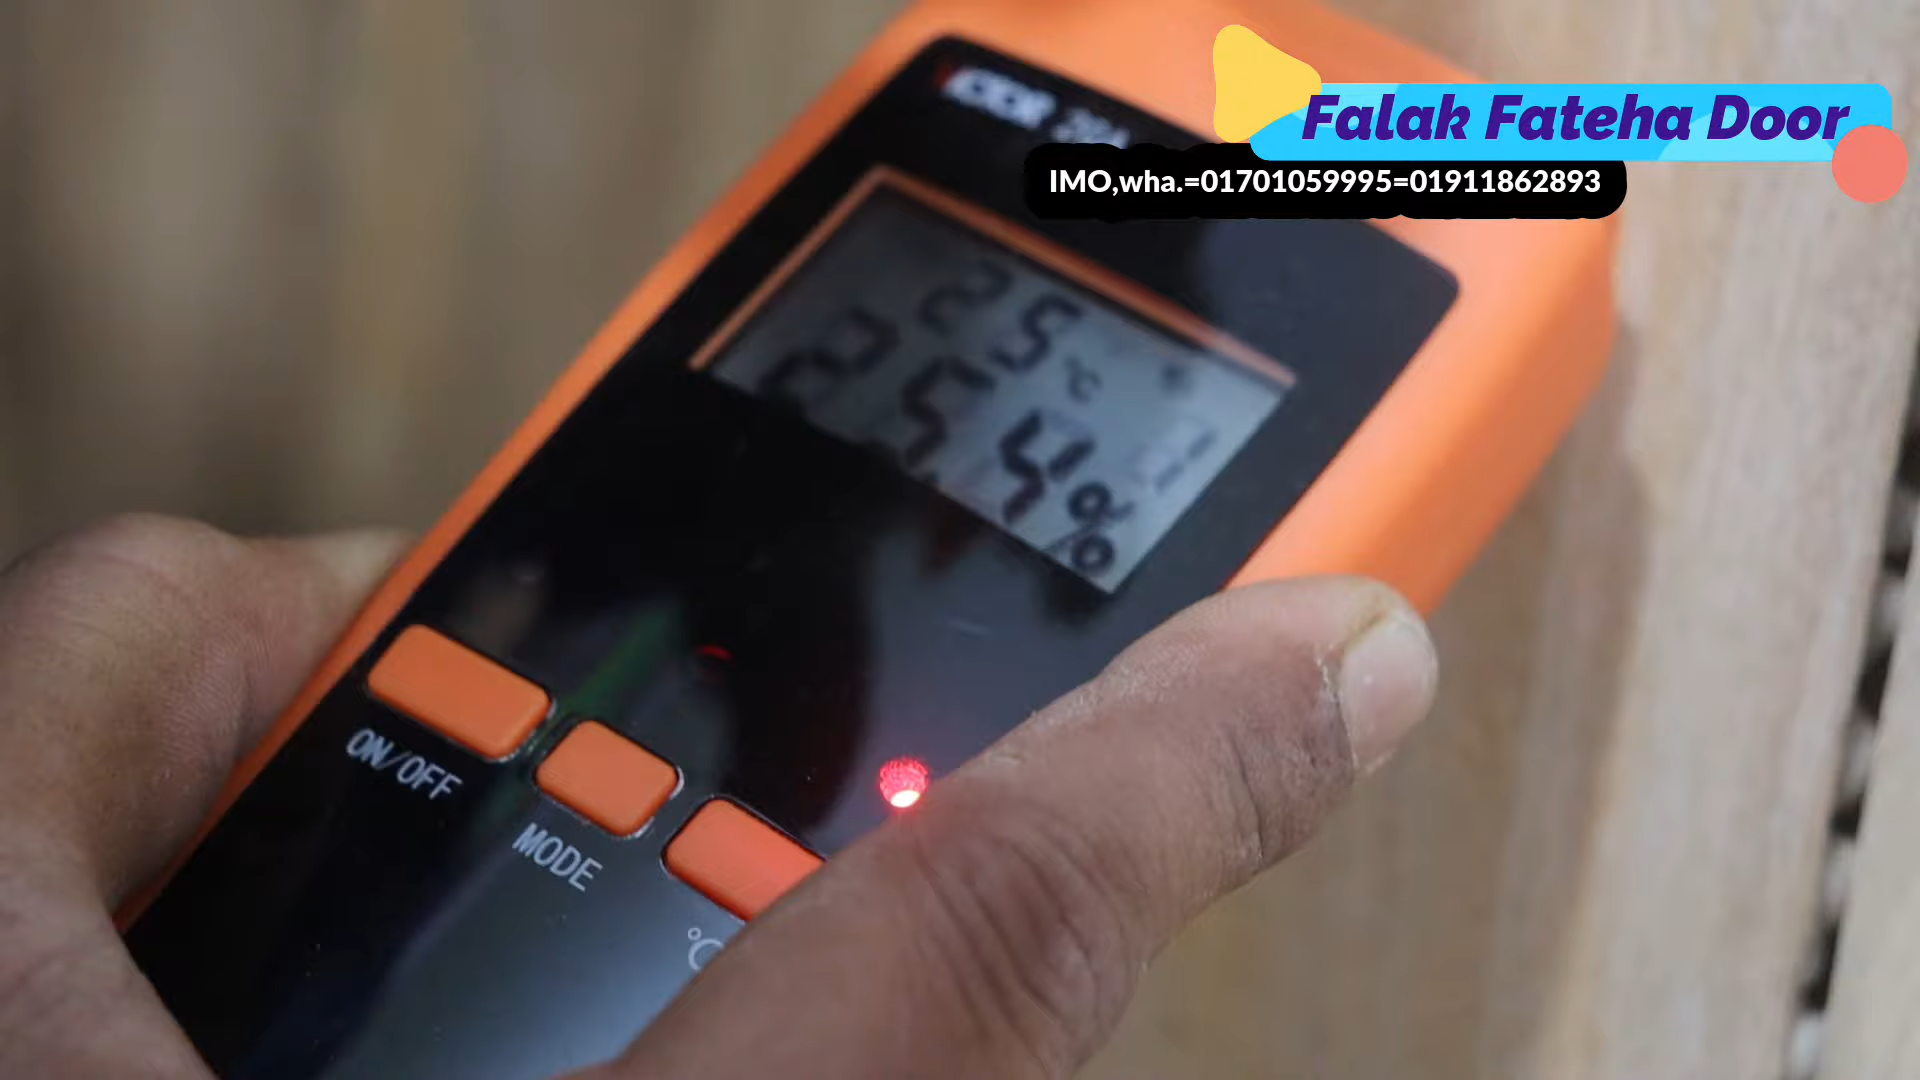 Falak Fateha Door
IMO,wha.=01701059995=01911862893
25°C
25.4%
ON/OFF
MODE
°C